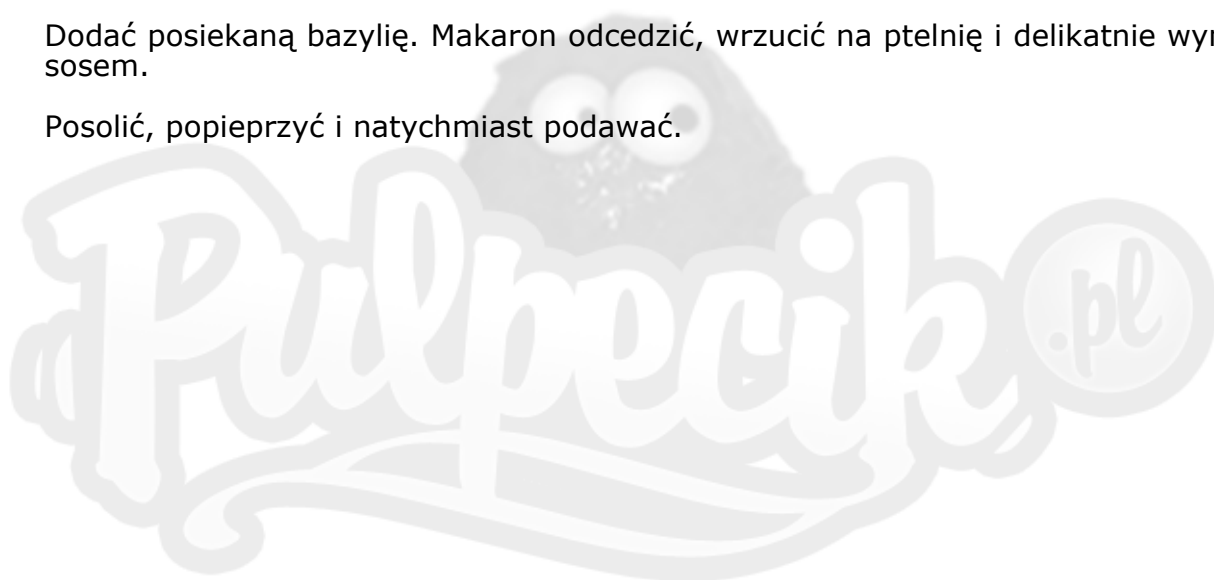 Dodać posiekaną bazylię. Makaron odcedzić, wrzucić na ptelnię i delikatnie
sosem.
Posolić, popieprzyć i natychmiast podawać.
Pulpecik .pl